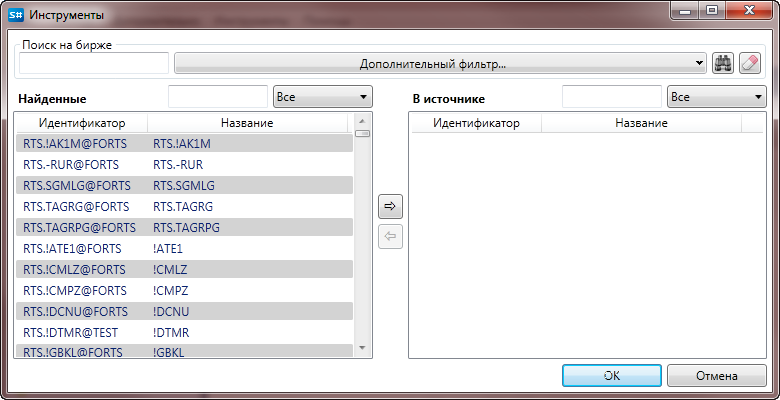 S# Инструменты
Поиск на бирже
Дополнительный фильтр...
Найденные Все
В источнике Все
Идентификатор Название
RTS.!AK1M@FORTS RTS.!AK1M
RTS.-RUR@FORTS RTS.-RUR
RTS.SGMLG@FORTS RTS.SGMLG
RTS.TAGRG@FORTS RTS.TAGRG
RTS.TAGRPG@FORTS RTS.TAGRPG
RTS.!ATE1@FORTS !ATE1
RTS.!CMLZ@FORTS !CMLZ
RTS.!CMPZ@FORTS !CMPZ
RTS.!DCNU@FORTS !DCNU
RTS.!DTMR@TEST !DTMR
RTS.!GBKL@FORTS !GBKL
Идентификатор Название
OK Отмена